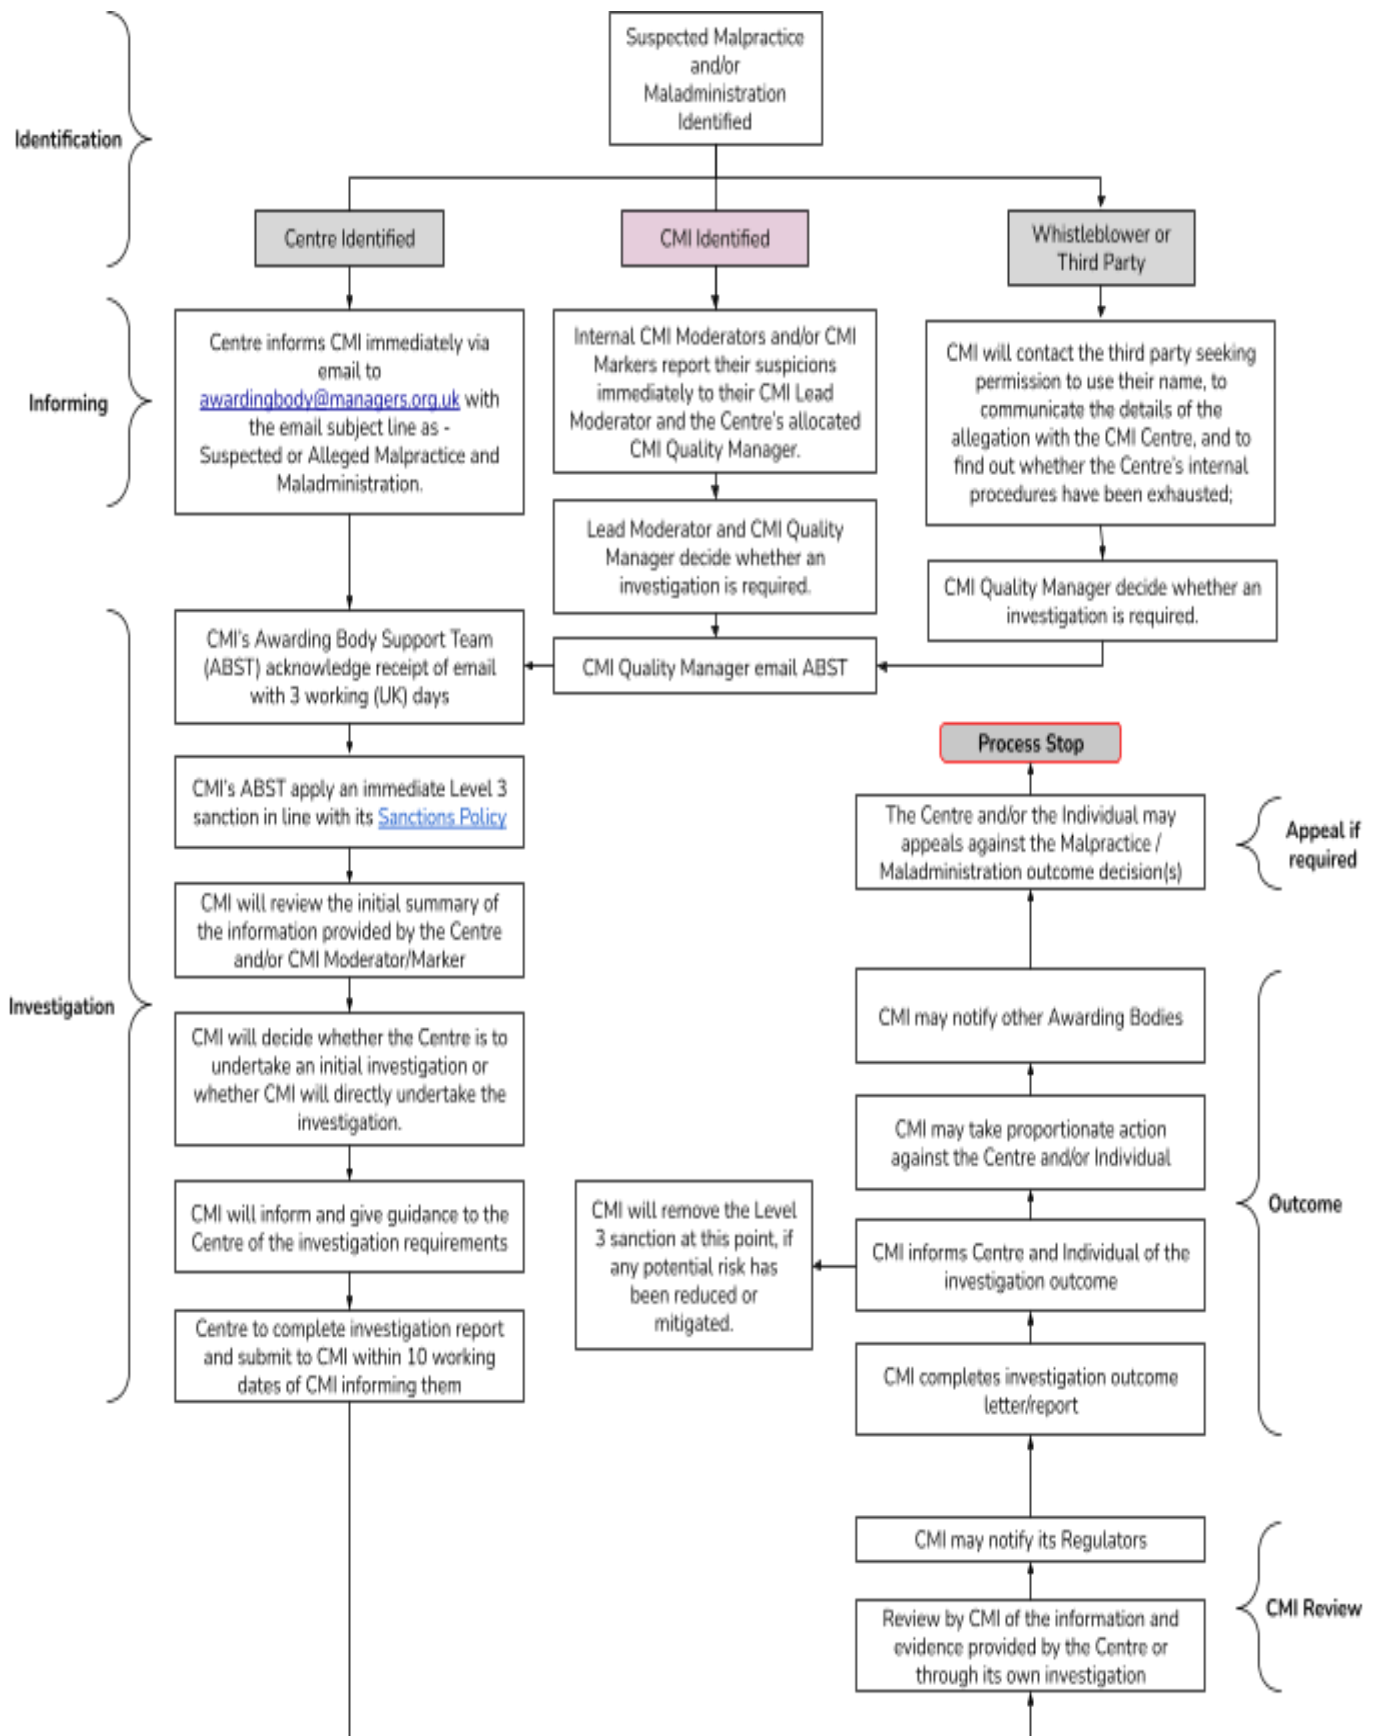 Suspected Malpractice
and/or
Maladministration
Identified
Identification
Centre Identified
CMI Identified
Whistleblower or
Third Party
Informing
Centre informs CMI immediately via
email to
awardingbody@managers.org.uk with
the email subject line as -
Suspected or Alleged Malpractice and
Maladministration.
Internal CMI Moderators and/or CMI
Markers report their suspicions
immediately to their CMI Lead
Moderator and the Centre's allocated
CMI Quality Manager.
CMI will contact the third party seeking
permission to use their name, to
communicate the details of the
allegation with the CMI Centre, and to
find out whether the Centre's internal
procedures have been exhausted;
Lead Moderator and CMI Quality
Manager decide whether an
investigation is required.
CMI Quality Manager decide whether an
investigation is required.
CMI Quality Manager email ABST
Investigation
CMI's Awarding Body Support Team
(ABST) acknowledge receipt of email
with 3 working (UK) days
CMI's ABST apply an immediate Level 3
sanction in line with its Sanctions Policy
CMI will review the initial summary of
the information provided by the Centre
and/or CMI Moderator/Marker
CMI will decide whether the Centre is to
undertake an initial investigation or
whether CMI will directly undertake the
investigation.
CMI will inform and give guidance to the
Centre of the investigation requirements
Centre to complete investigation report
and submit to CMI within 10 working
dates of CMI informing them
Process Stop
The Centre and/or the Individual may
appeals against the Malpractice /
Maladministration outcome decision(s)
Appeal if
required
CMI may notify other Awarding Bodies
CMI may take proportionate action
against the Centre and/or Individual
CMI will remove the Level
3 sanction at this point, if
any potential risk has
been reduced or
mitigated.
CMI informs Centre and Individual of the
investigation outcome
Outcome
CMI completes investigation outcome
letter/report
CMI may notify its Regulators
Review by CMI of the information and
evidence provided by the Centre or
through its own investigation
CMI Review